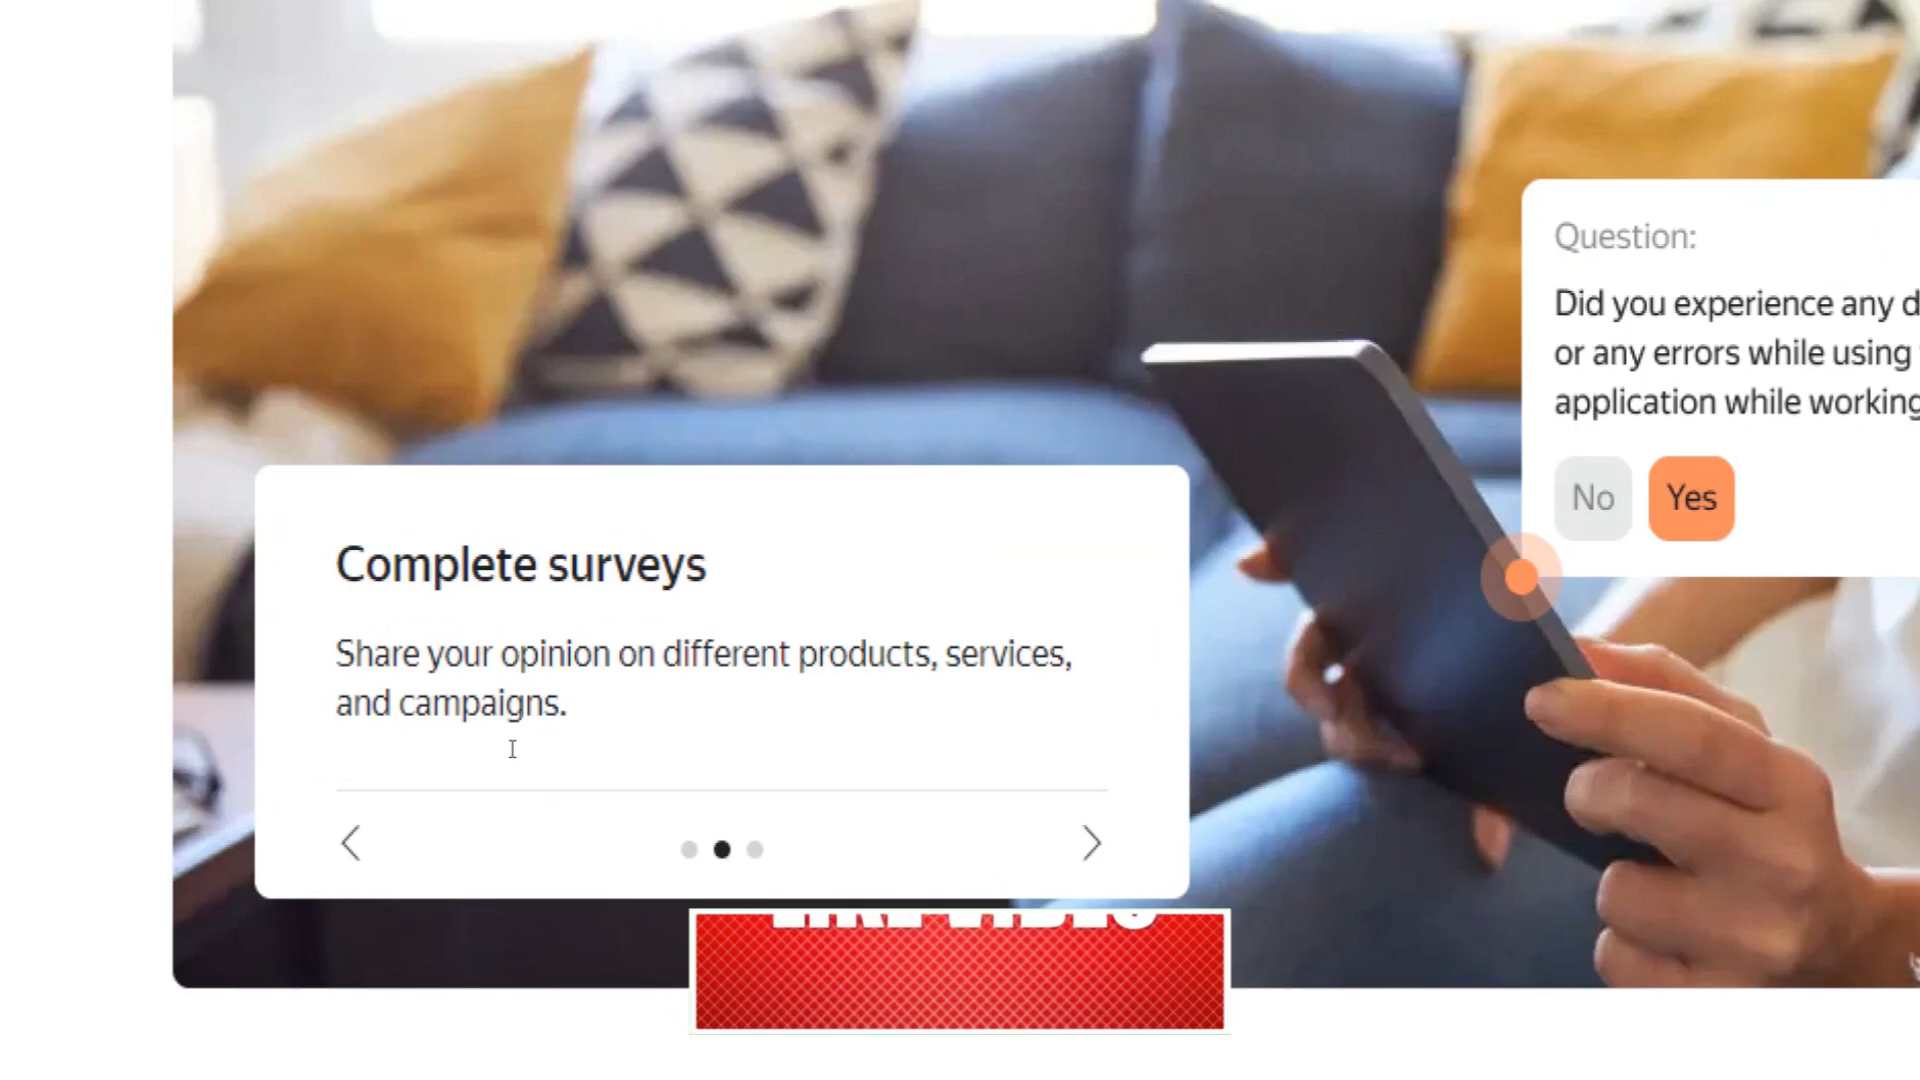 Question:
Did you experience any d
or any errors while using
application while working
No Yes
Complete surveys
Share your opinion on different products, services,
and campaigns.